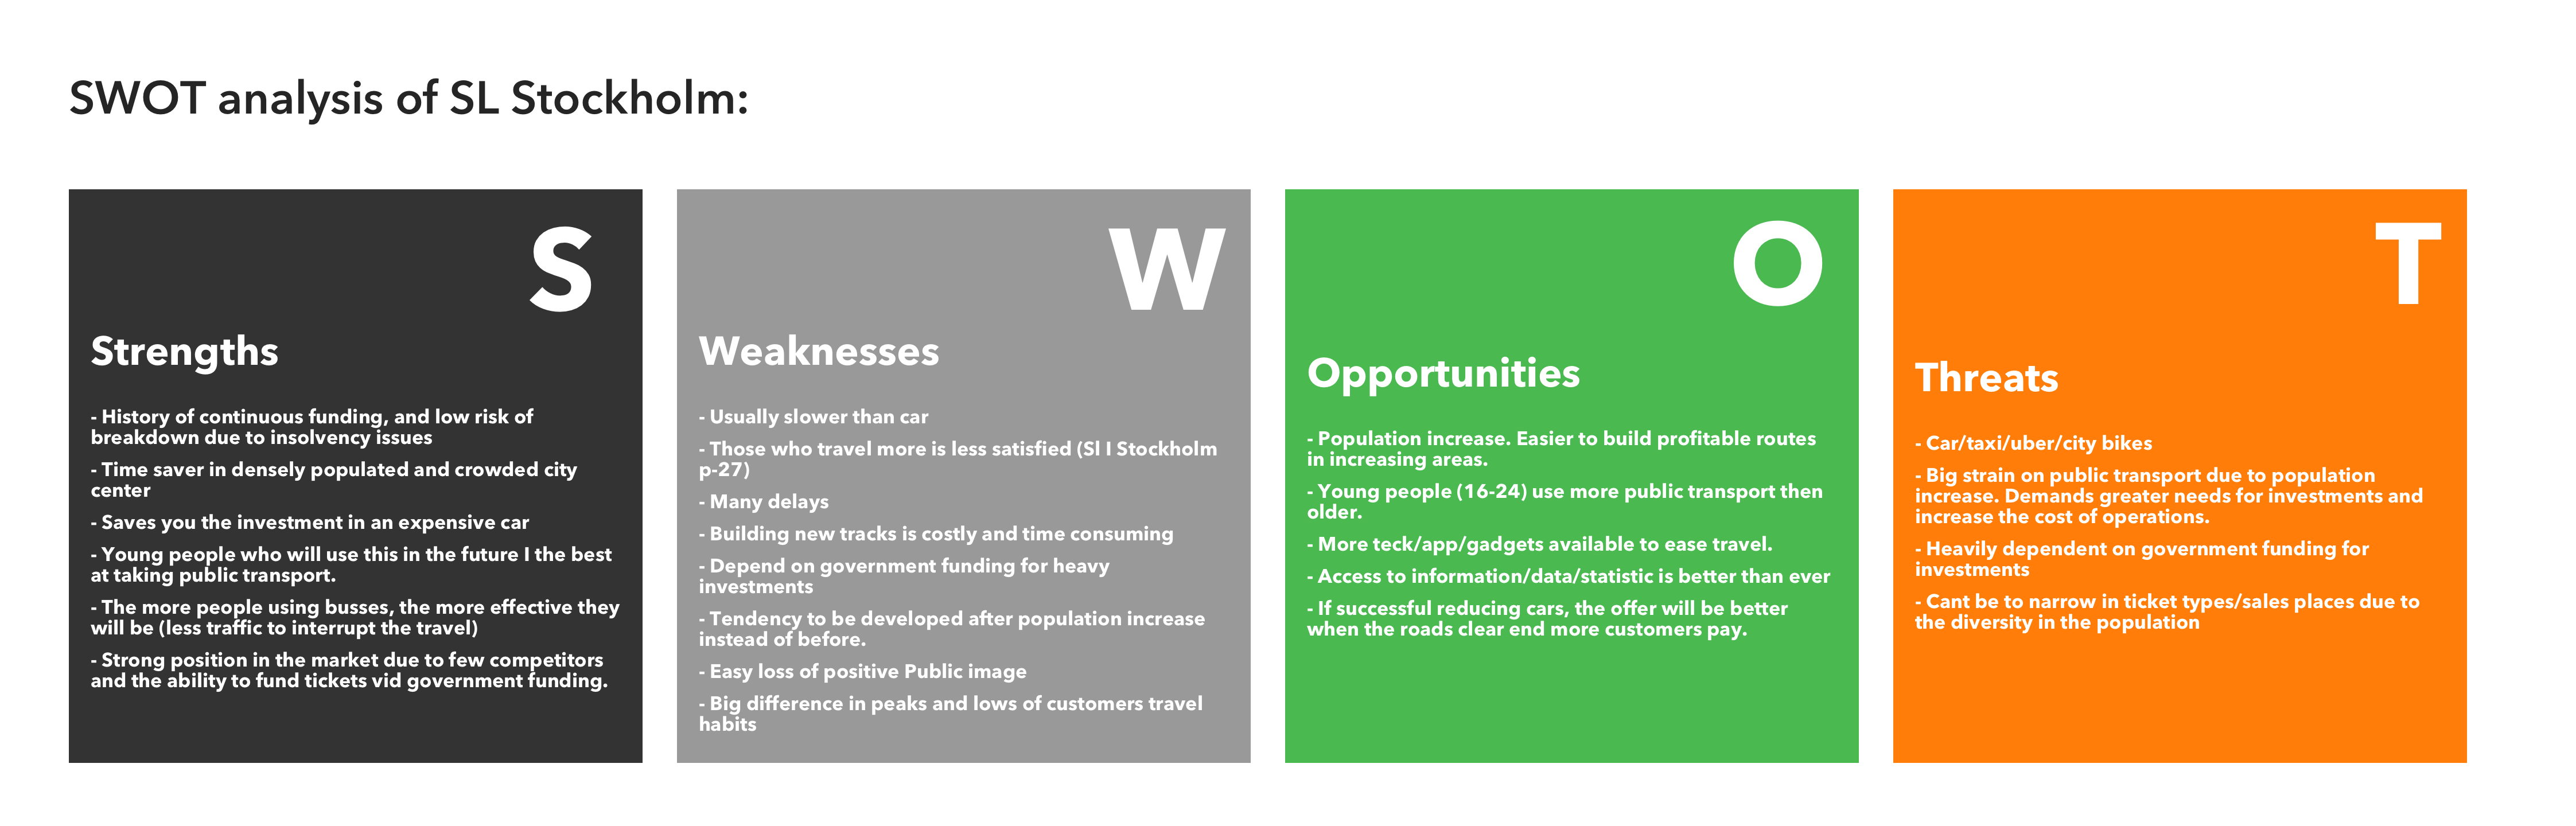 SWOT analysis of SL Stockholm:
S
Strengths
- History of continuous funding, and low risk of
breakdown due to insolvency issues
- Time saver in densely populated and crowded city
center
- Saves you the investment in an expensive car
- Young people who will use this in the future I the best
at taking public transport.
- The more people using busses, the more effective they
will be (less traffic to interrupt the travel)
- Strong position in the market due to few competitors
and the ability to fund tickets vid government funding.
W
Weaknesses
- Usually slower than car
- Those who travel more is less satisfied (Sl I Stockholm
p-27)
- Many delays
- Building new tracks is costly and time consuming
- Depend on government funding for heavy
investments
- Tendency to be developed after population increase
instead of before.
- Easy loss of positive Public image
- Big difference in peaks and lows of customers travel
habits
O
Opportunities
- Population increase. Easier to build profitable routes
in increasing areas.
- Young people (16-24) use more public transport then
older.
- More teck/app/gadgets available to ease travel.
- Access to information/data/statistic is better than ever
- If successful reducing cars, the offer will be better
when the roads clear end more customers pay.
T
Threats
- Car/taxi/uber/city bikes
- Big strain on public transport due to population
increase. Demands greater needs for investments and
increase the cost of operations.
- Heavily dependent on government funding for
investments
- Cant be to narrow in ticket types/sales places due to
the diversity in the population